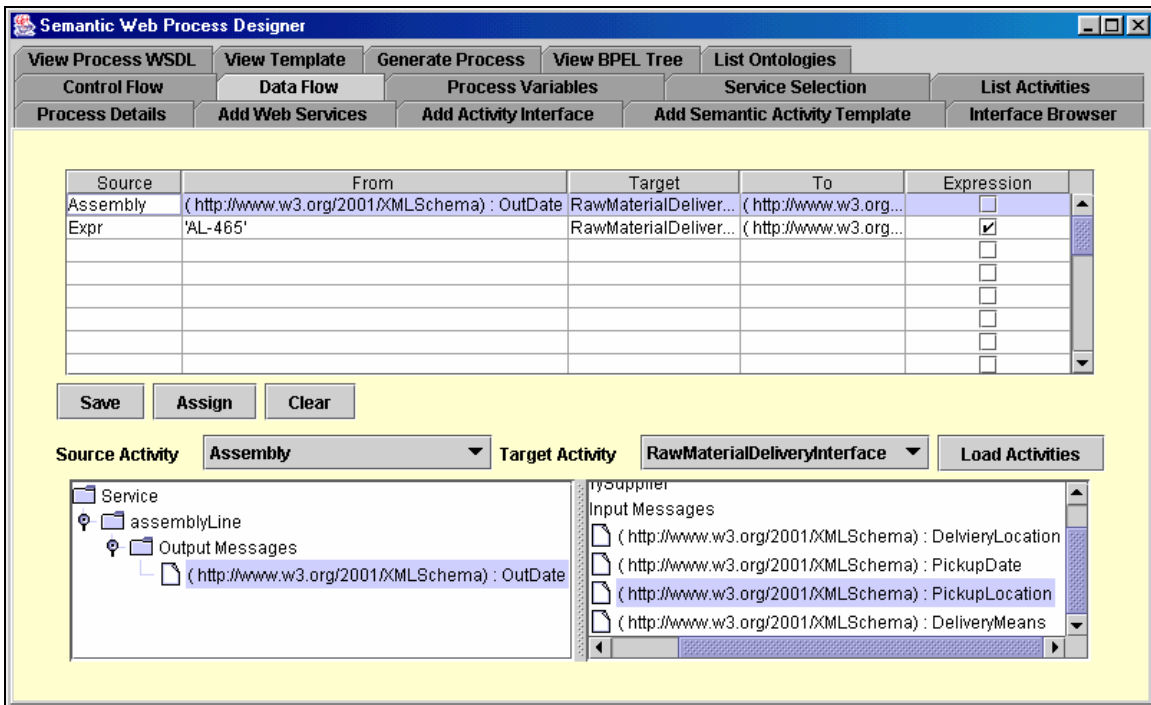 Semantic Web Process Designer
View Process WSDL View Template Generate Process View BPEL Tree List Ontologies
Control Flow Data Flow Process Variables Service Selection List Activities
Process Details Add Web Services Add Activity Interface Add Semantic Activity Template Interface Browser
Source From Target To Expression
Assembly ( http://www.w3.org/2001/XMLSchema) : OutDate RawMaterialDeliver... ( http://www.w3.org...
Expr 'AL-465' RawMaterialDeliver... ( http://www.w3.org...
Save Assign Clear
Source Activity Assembly Target Activity RawMaterialDeliveryInterface Load Activities
Service
assemblyLine
Output Messages
( http://www.w3.org/2001/XMLSchema) : OutDate
Input Messages
( http://www.w3.org/2001/XMLSchema) : DelvieryLocation
( http://www.w3.org/2001/XMLSchema) : PickupDate
( http://www.w3.org/2001/XMLSchema) : PickupLocation
( http://www.w3.org/2001/XMLSchema) : DeliveryMeans